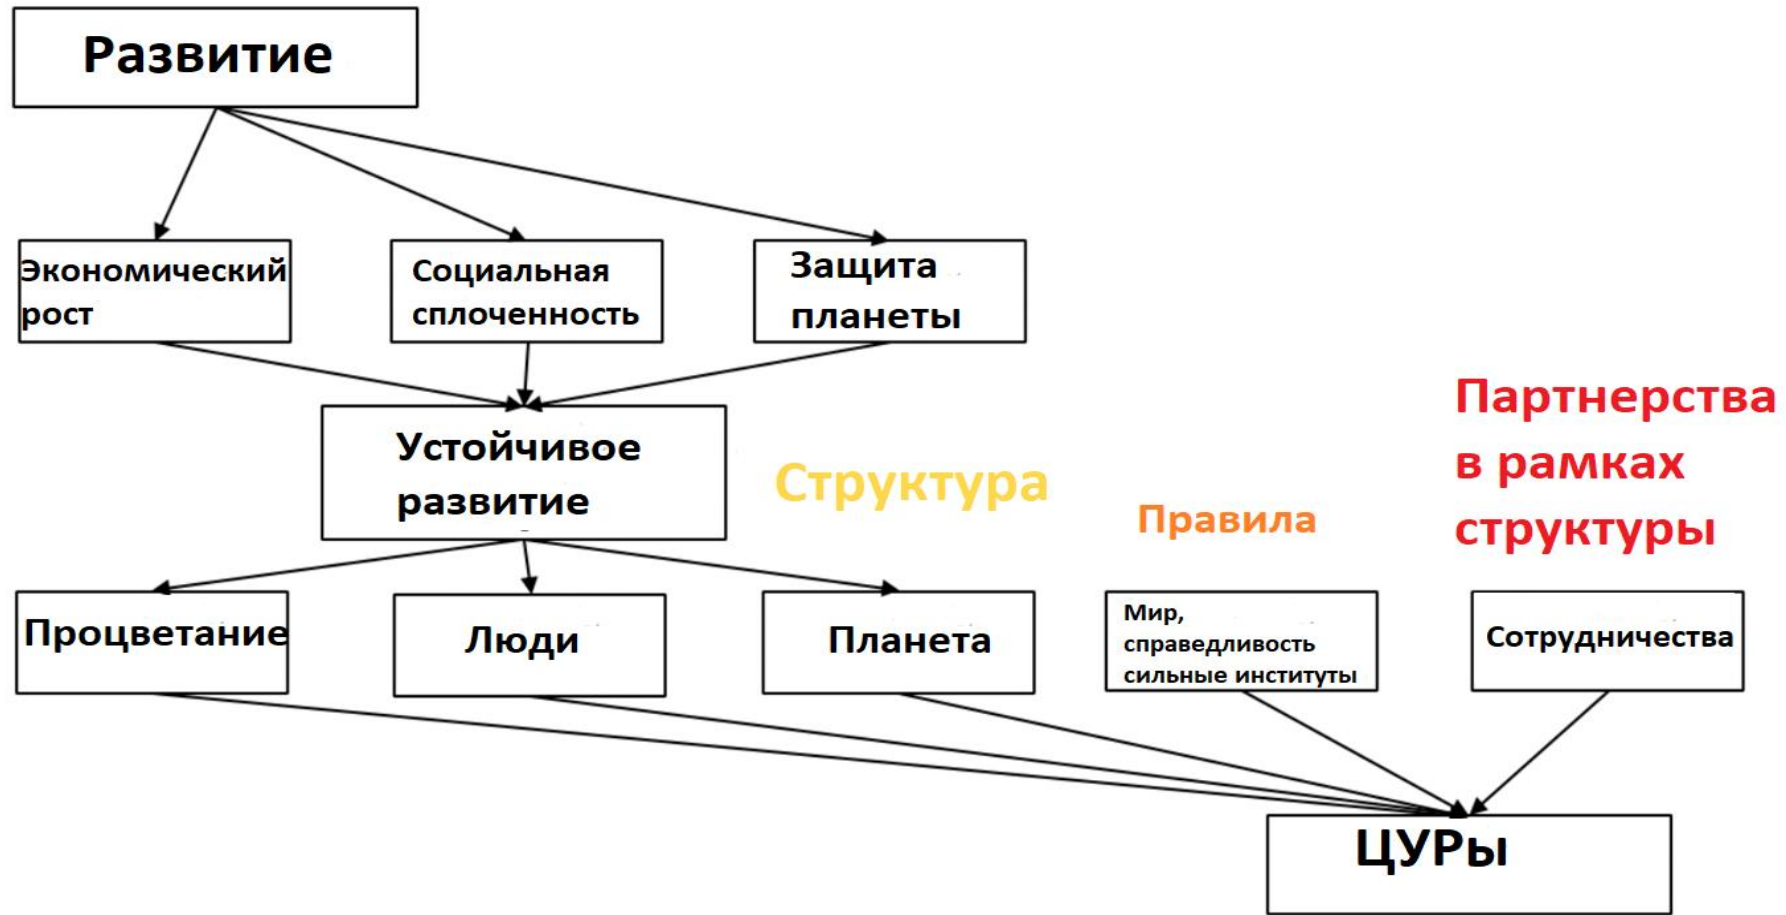 Развитие
Экономический
рост
Социальная
сплоченность
Защита
планеты
Устойчивое
развитие
Структура
Правила
Партнерства
в рамках
структуры
Процветание
Люди
Планета
Мир,
справедливость
сильные институты
Сотрудничества
ЦУРы